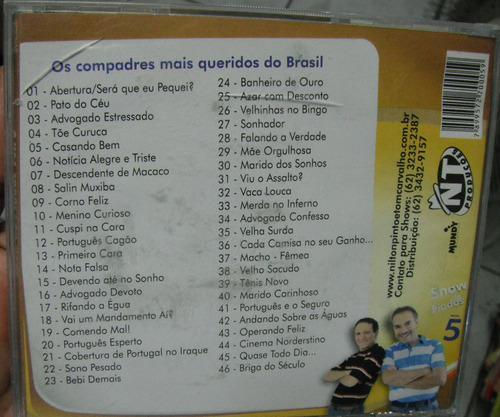 Os compadres mais queridos do Brasil
01 - Abertura/Será que eu Pequei?
02 - Pato do Céu
03 - Advogado Estressado
04 - Tõe Curuca
05 - Casando Bem
06 - Notícia Alegre e Triste
07 - Descendente de Macaco
08 - Salin Muxiba
09 - Corno Feliz
10 - Menino Curioso
11 - Cuspi na Cara
12 - Português Cagão
13 - Primeira Cara
14 - Nota Falsa
15 - Devendo até no Sonho
16 - Advogado Devoto
17 - Rifando a Égua
18 - Vai um Mandamento Aí?
19 - Comendo Mal!
20 - Português Esperto
21 - Cobertura de Portugal no Iraque
22 - Sono Pesado
23 - Bebi Demais
24 - Banheiro de Ouro
25 - Azar com Desconto
26 - Velhinhas no Bingo
27 - Sonhador
28 - Falando a Verdade
29 - Mãe Orgulhosa
30 - Marido dos Sonhos
31 - Viu o Assalto?
32 - Vaca Louca
33 - Merda no Inferno
34 - Advogado Confesso
35 - Velha Surda
36 - Cada Camisa no seu Ganho...
37 - Macho - Fêmea
38 - Velho Sacudo
39 - Tênis Novo
40 - Marido Carinhoso
41 - Português e o Seguro
42 - Andando Sobre as Águas
43 - Operando Feliz
44 - Cinema Norderstino
45 - Quase Todo Dia...
46 - Briga do Século
www.niltonpintoetomcarvalho.com.br
Contato para Shows: (62) 3233-2387
Distribuição: (62) 3432-9157
MUNDY
NT
PRODUÇÕES
Show
Piadas
5